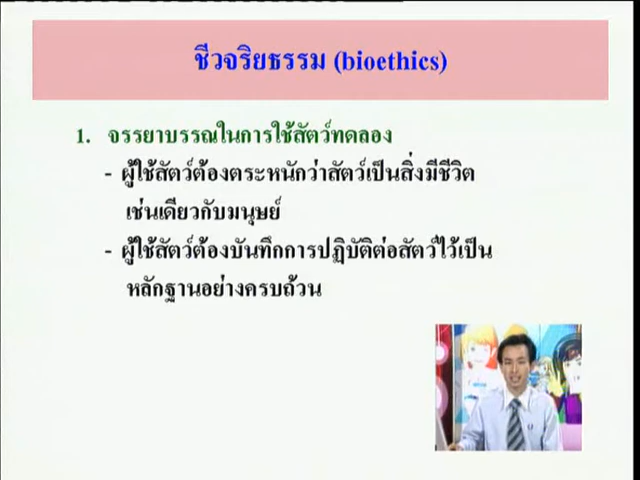 ชีวจริยธรรม (bioethics)
1. จรรยาบรรณในการใช้สัตว์ทดลอง
- ผู้ใช้สัตว์ต้องตระหนักว่าสัตว์เป็นสิ่งมีชีวิต
เช่นเดียวกับมนุษย์
- ผู้ใช้สัตว์ต้องบันทึกการปฏิบัติต่อสัตว์ไว้เป็น
หลักฐานอย่างครบถ้วน